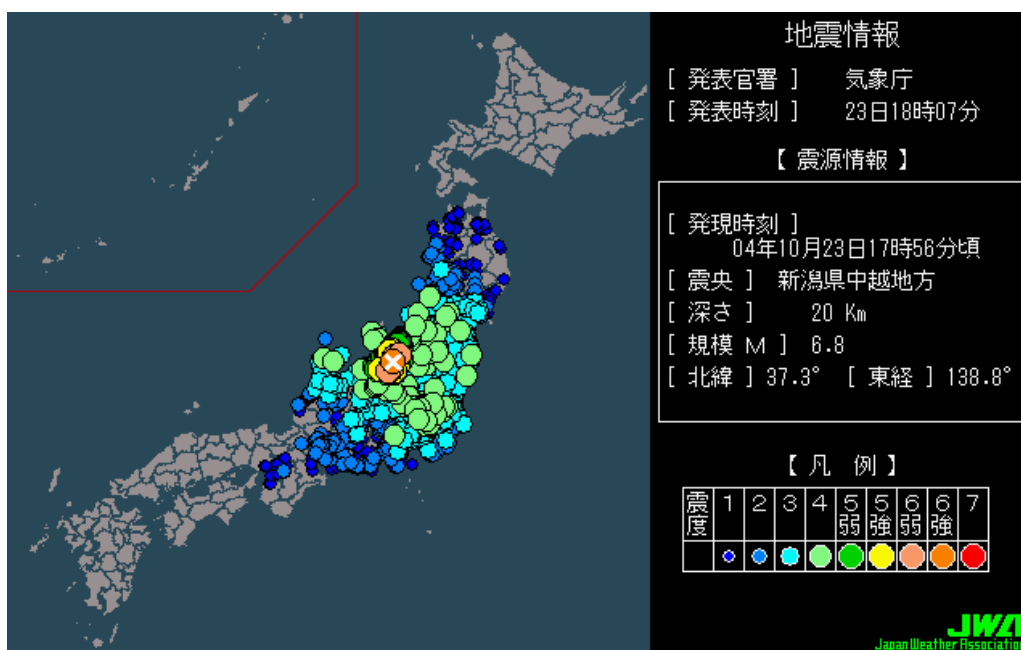 地震情報
[ 発表官署 ] 気象庁
[ 発表時刻 ] 23日18時07分
【 震源情報 】
[ 発現時刻 ]
04年10月23日17時56分頃
[ 震央 ] 新潟県中越地方
[ 深さ ] 20 Km
[ 規模 M ] 6.8
[ 北緯 ] 37.3° [ 東経 ] 138.8°
【 凡 例 】
震度 1 2 3 4 5弱 5強 6弱 6強 7
JWA
Japan Weather Association